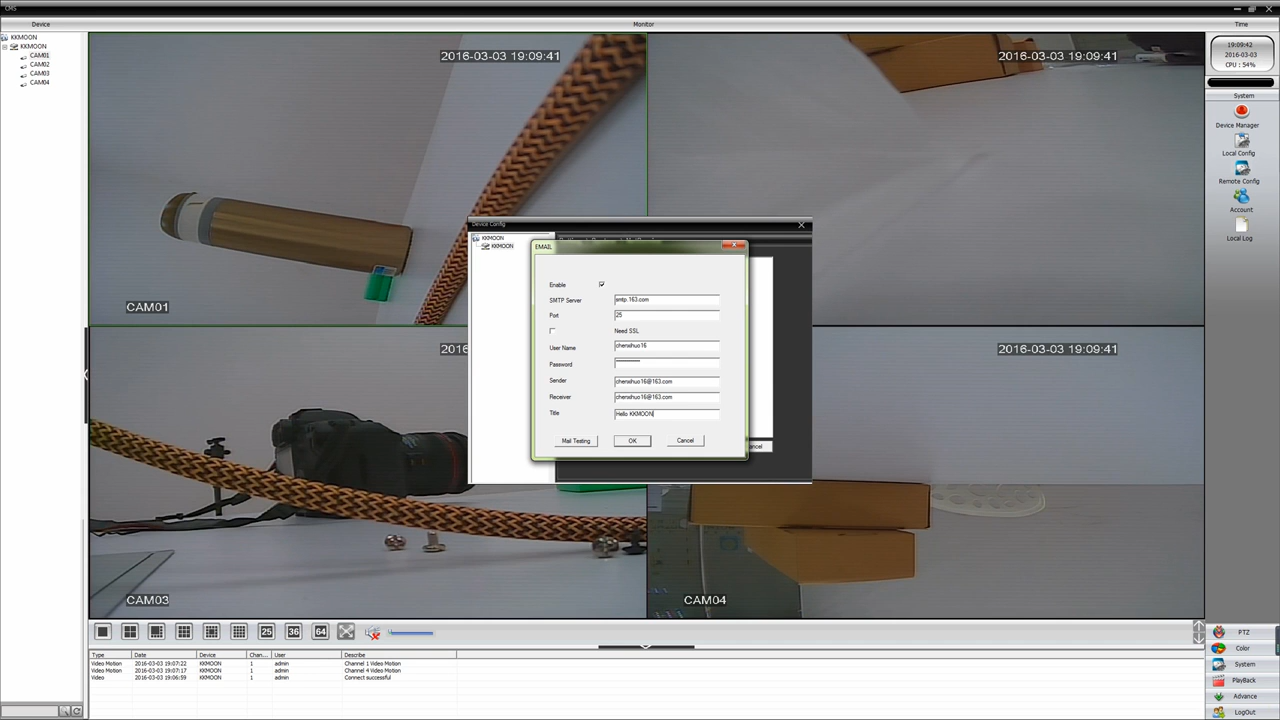 CMS
Device
Monitor
Time
KKMOON
KKMOON
CAM01
CAM02
CAM03
CAM04
2016-03-03 19:09:41
CAM01
2016-03-03 19:09:41
2016
CAM03
2016-03-03 19:09:41
CAM04
Device Config
KKMOON
KKMOON
EMAIL
Enable
SMTP Server smtp.163.com
Port 25
Need SSL
User Name chenxihuo16
Password
Sender chenxihuo16@163.com
Receiver chenxihuo16@163.com
Title Hello KKMOON
Mail Testing OK Cancel
ancel
19:09:42
2016-03-03
CPU : 54%
System
Device Manager
Local Config
Remote Config
Account
Local Log
25 36 64
PTZ
Color
System
PlayBack
Advance
LogOut
Type Date Device Chan... User Describe
Video Motion 2016-03-03 19:07:22 KKMOON 1 admin Channel 1 Video Motion
Video Motion 2016-03-03 19:07:17 KKMOON 1 admin Channel 4 Video Motion
Video 2016-03-03 19:06:59 KKMOON 1 admin Connect successful